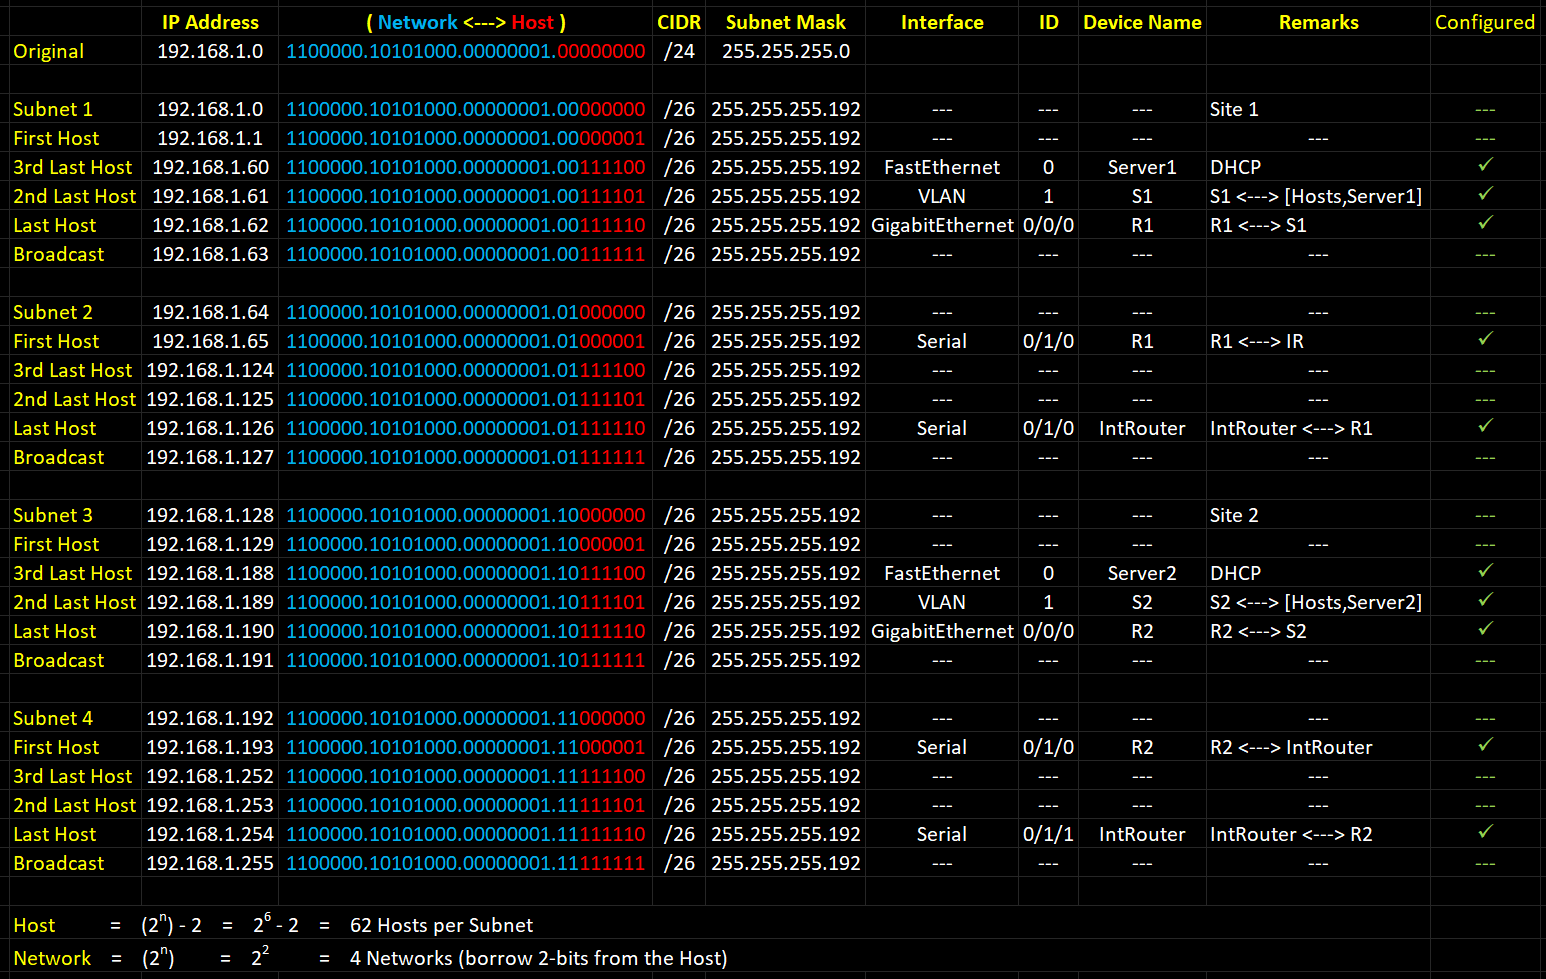 IP Address ( Network <---> Host ) CIDR Subnet Mask Interface ID Device Name Remarks Configured
Original 192.168.1.0 1100000.10101000.00000001.00000000 /24 255.255.255.0
Subnet 1 192.168.1.0 1100000.10101000.00000001.00000000 /26 255.255.255.192 --- --- --- Site 1 ---
First Host 192.168.1.1 1100000.10101000.00000001.00000001 /26 255.255.255.192 --- --- --- --- ---
3rd Last Host 192.168.1.60 1100000.10101000.00000001.00111100 /26 255.255.255.192 FastEthernet 0 Server1 DHCP ✓
2nd Last Host 192.168.1.61 1100000.10101000.00000001.00111101 /26 255.255.255.192 VLAN 1 S1 S1 <---> [Hosts,Server1] ✓
Last Host 192.168.1.62 1100000.10101000.00000001.00111110 /26 255.255.255.192 GigabitEthernet 0/0/0 R1 R1 <---> S1 ✓
Broadcast 192.168.1.63 1100000.10101000.00000001.00111111 /26 255.255.255.192 --- --- --- --- ---
Subnet 2 192.168.1.64 1100000.10101000.00000001.01000000 /26 255.255.255.192 --- --- --- --- ---
First Host 192.168.1.65 1100000.10101000.00000001.01000001 /26 255.255.255.192 Serial 0/1/0 R1 R1 <---> IR ✓
3rd Last Host 192.168.1.124 1100000.10101000.00000001.01111100 /26 255.255.255.192 --- --- --- --- ---
2nd Last Host 192.168.1.125 1100000.10101000.00000001.01111101 /26 255.255.255.192 --- --- --- --- ---
Last Host 192.168.1.126 1100000.10101000.00000001.01111110 /26 255.255.255.192 Serial 0/1/0 IntRouter IntRouter <---> R1 ✓
Broadcast 192.168.1.127 1100000.10101000.00000001.01111111 /26 255.255.255.192 --- --- --- --- ---
Subnet 3 192.168.1.128 1100000.10101000.00000001.10000000 /26 255.255.255.192 --- --- --- Site 2 ---
First Host 192.168.1.129 1100000.10101000.00000001.10000001 /26 255.255.255.192 --- --- --- --- ---
3rd Last Host 192.168.1.188 1100000.10101000.00000001.10111100 /26 255.255.255.192 FastEthernet 0 Server2 DHCP ✓
2nd Last Host 192.168.1.189 1100000.10101000.00000001.10111101 /26 255.255.255.192 VLAN 1 S2 S2 <---> [Hosts,Server2] ✓
Last Host 192.168.1.190 1100000.10101000.00000001.10111110 /26 255.255.255.192 GigabitEthernet 0/0/0 R2 R2 <---> S2 ✓
Broadcast 192.168.1.191 1100000.10101000.00000001.10111111 /26 255.255.255.192 --- --- --- --- ---
Subnet 4 192.168.1.192 1100000.10101000.00000001.11000000 /26 255.255.255.192 --- --- --- --- ---
First Host 192.168.1.193 1100000.10101000.00000001.11000001 /26 255.255.255.192 Serial 0/1/0 R2 R2 <---> IntRouter ✓
3rd Last Host 192.168.1.252 1100000.10101000.00000001.11111100 /26 255.255.255.192 --- --- --- --- ---
2nd Last Host 192.168.1.253 1100000.10101000.00000001.11111101 /26 255.255.255.192 --- --- --- --- ---
Last Host 192.168.1.254 1100000.10101000.00000001.11111110 /26 255.255.255.192 Serial 0/1/1 IntRouter IntRouter <---> R2 ✓
Broadcast 192.168.1.255 1100000.10101000.00000001.11111111 /26 255.255.255.192 --- --- --- --- ---
Host = (2ⁿ) - 2 = 2⁶ - 2 = 62 Hosts per Subnet
Network = (2ⁿ) = 2² = 4 Networks (borrow 2-bits from the Host)